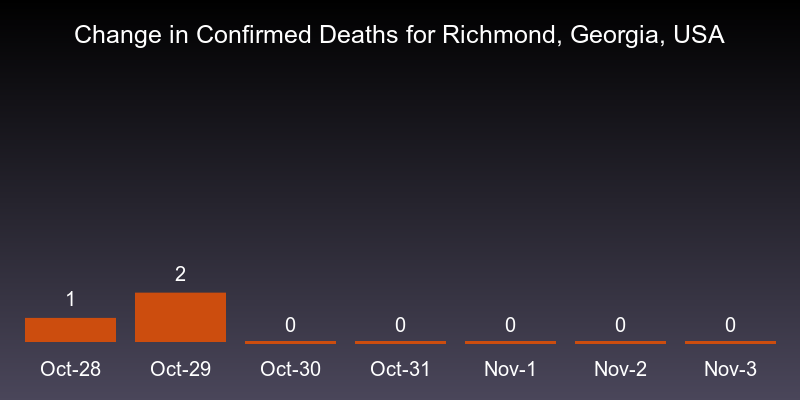 Change in Confirmed Deaths for Richmond, Georgia, USA
1 2 0 0 0 0 0
Oct-28 Oct-29 Oct-30 Oct-31 Nov-1 Nov-2 Nov-3